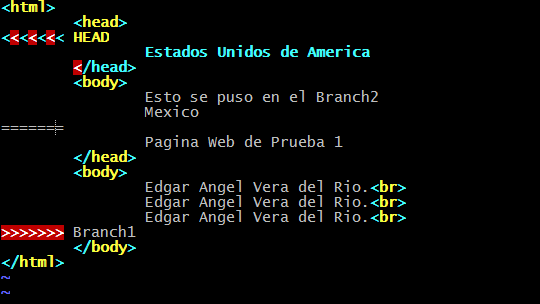 <html>
<head>
<<<<<<< HEAD
Estados Unidos de America
</head>
<body>
Esto se puso en el Branch2
Mexico
=======
Pagina Web de Prueba 1
</head>
<body>
Edgar Angel Vera del Rio.<br>
Edgar Angel Vera del Rio.<br>
Edgar Angel Vera del Rio.<br>
>>>>>>> Branch1
</body>
</html>
~
~